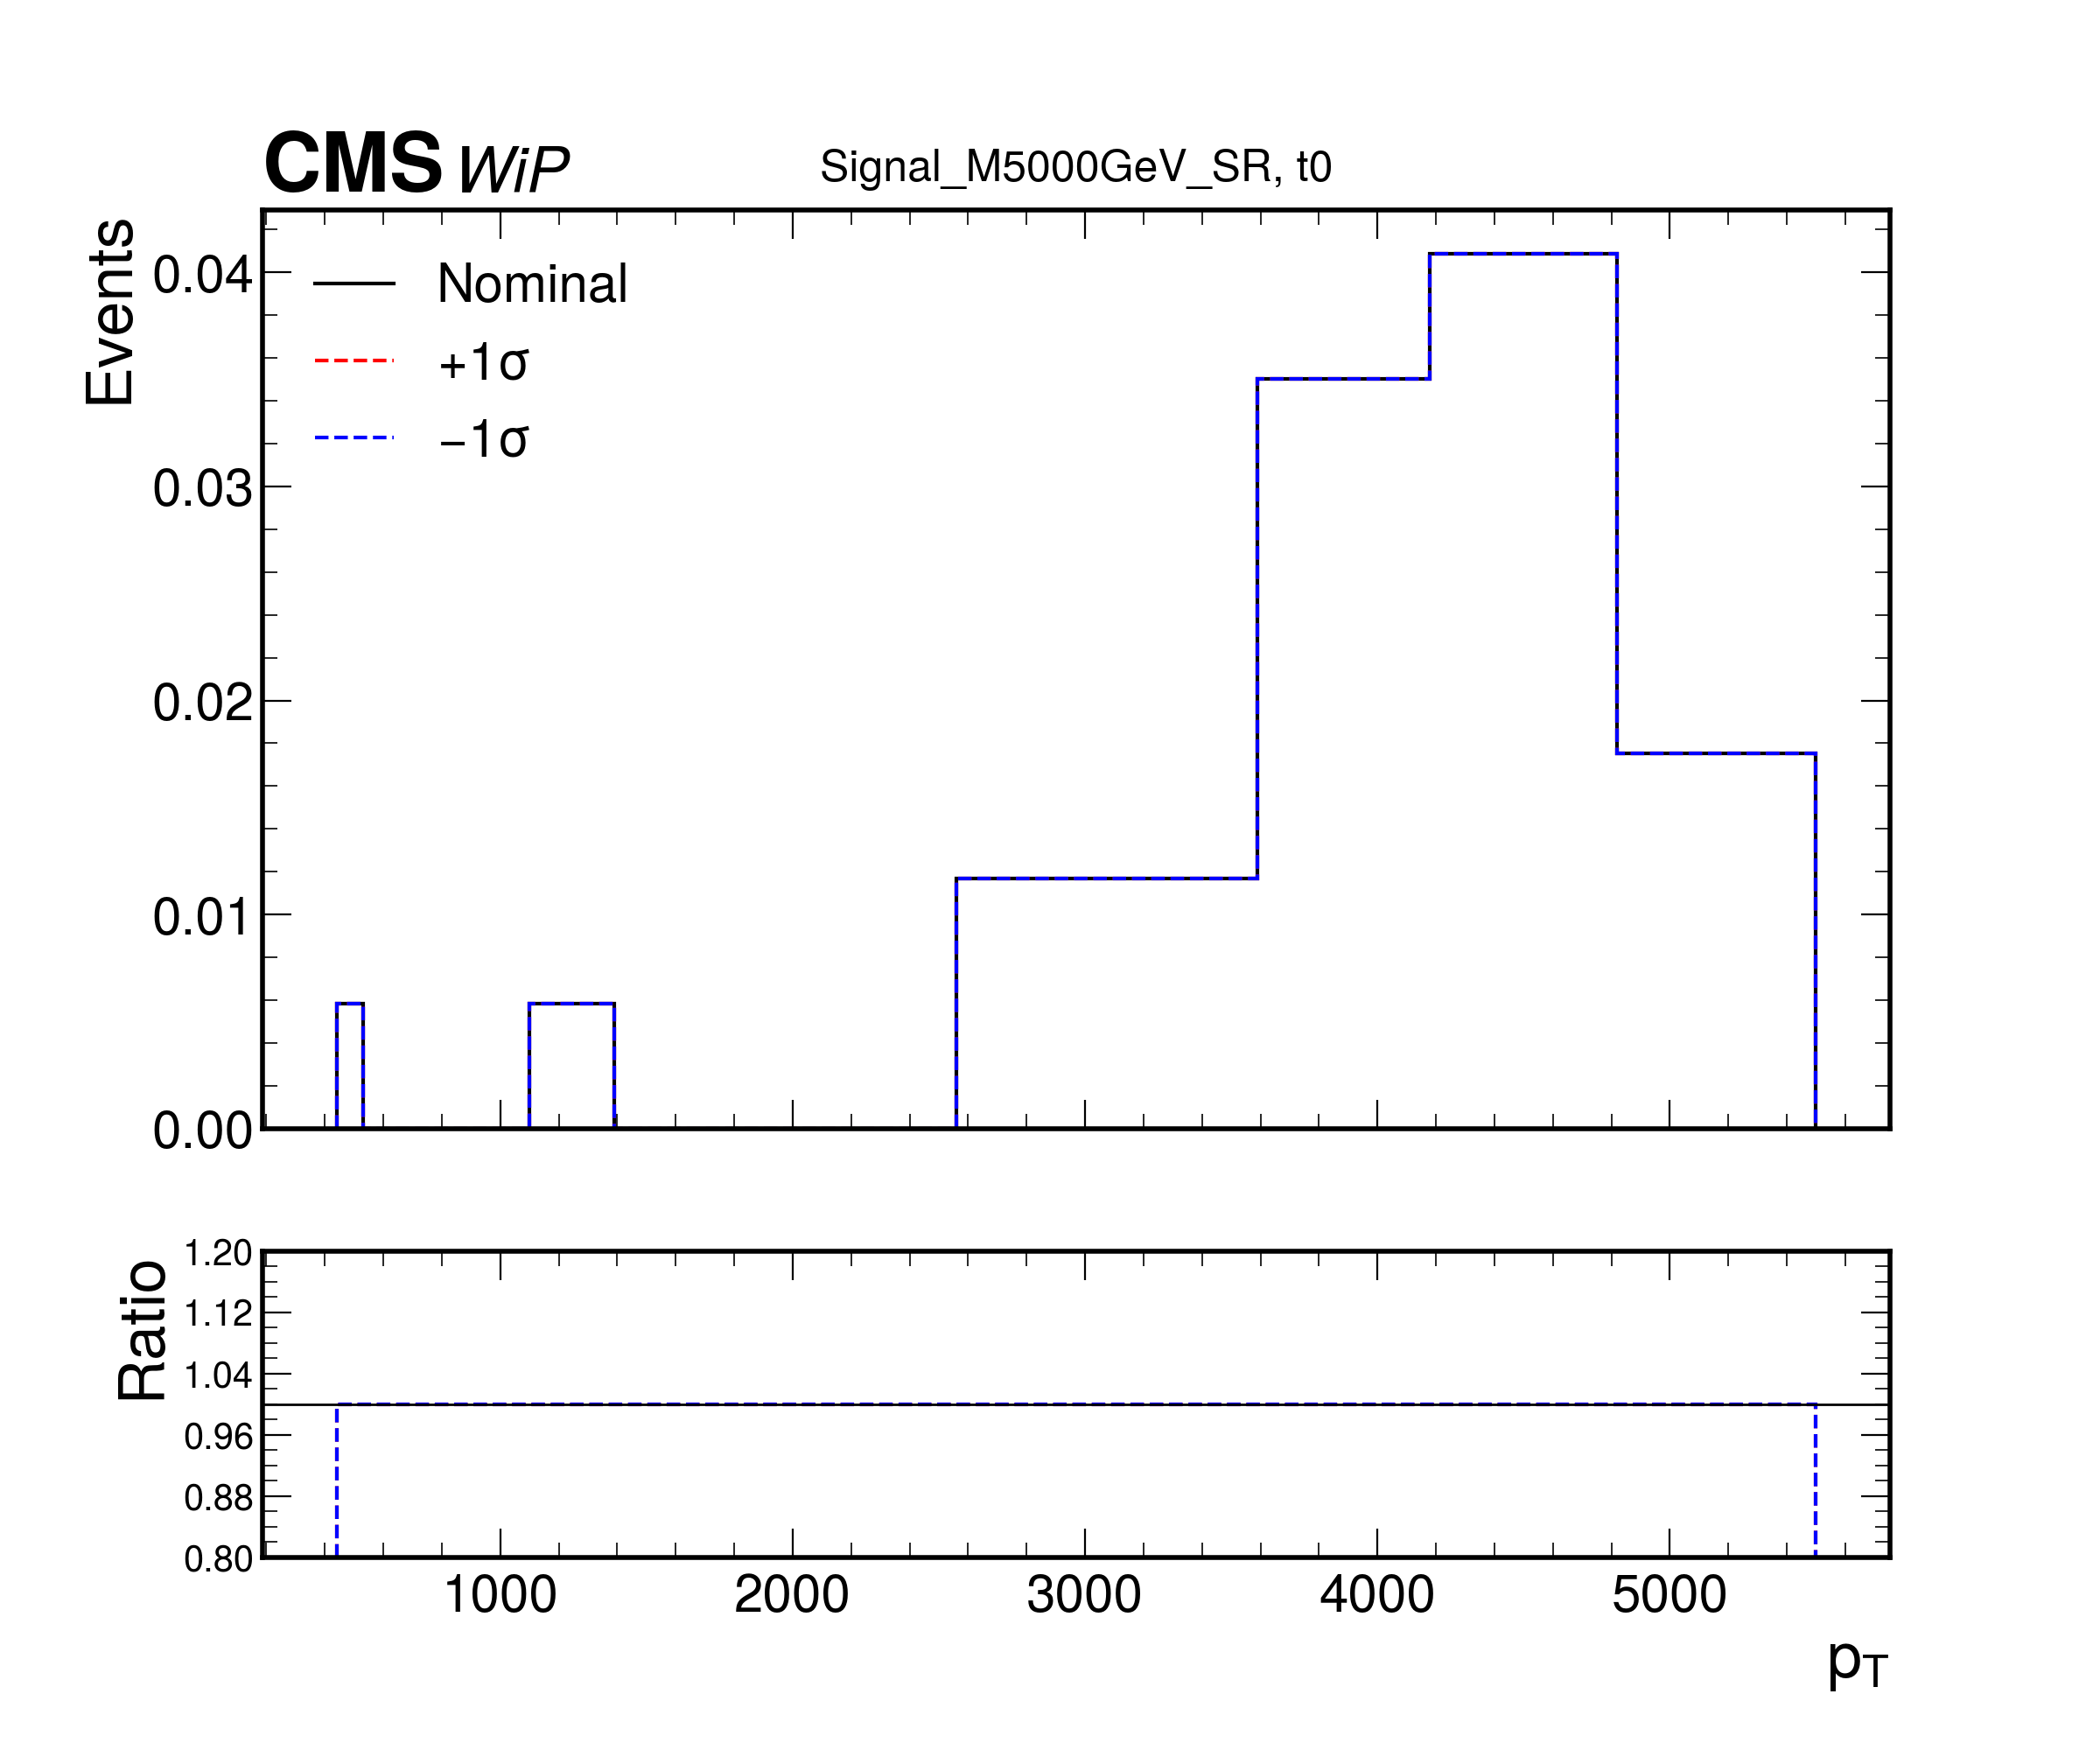 CMS WiP
Signal_M5000GeV_SR, t0
Events
0.04
0.03
0.02
0.01
0.00
Nominal
+1σ
−1σ
Ratio
1.20
1.12
1.04
0.96
0.88
0.80
1000 2000 3000 4000 5000
pT